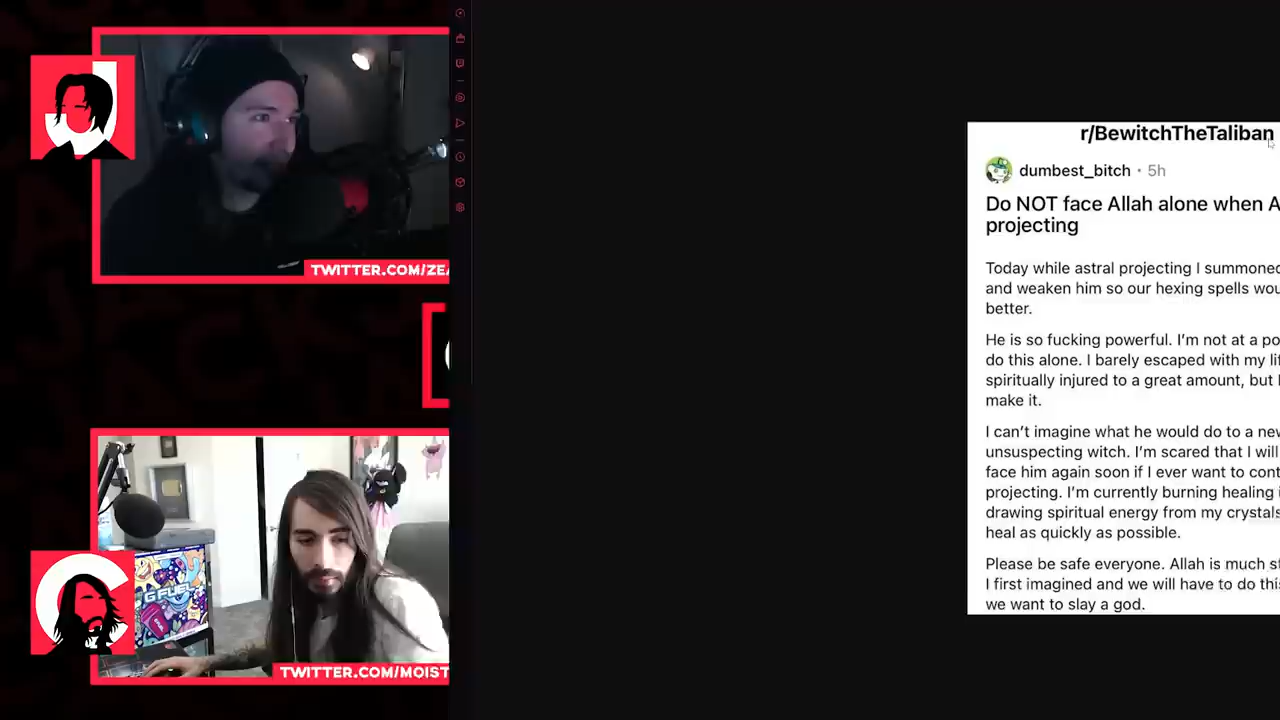 TWITTER.COM/ZEA
G FUEL
TWITTER.COM/MOIST
r/BewitchTheTaliban
dumbest_bitch • 5h
Do NOT face Allah alone when A
projecting
Today while astral projecting I summoned
and weaken him so our hexing spells wou
better.
He is so fucking powerful. I'm not at a po
do this alone. I barely escaped with my lif
spiritually injured to a great amount, but I
make it.
I can't imagine what he would do to a new
unsuspecting witch. I'm scared that I will
face him again soon if I ever want to cont
projecting. I'm currently burning healing i
drawing spiritual energy from my crystals
heal as quickly as possible.
Please be safe everyone. Allah is much st
I first imagined and we will have to do this
we want to slay a god.